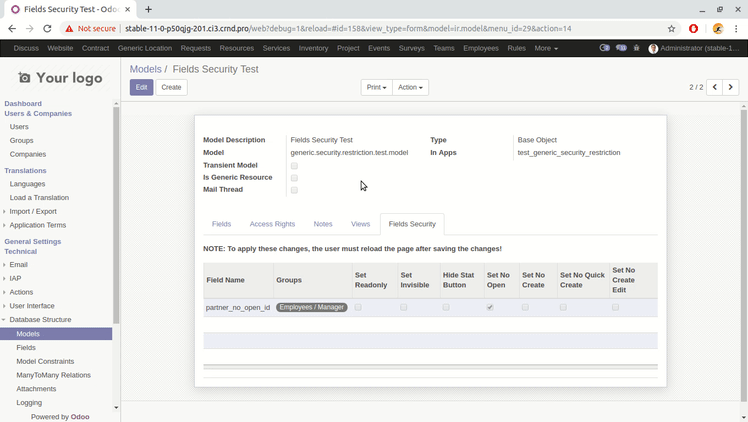 Fields Security Test - Odoo
Not secure | stable-11-0-p50qjg-201.ci3.crnd.pro/web?debug=1&reload=#id=158&view_type=form&model=ir.model&menu_id=29&action=14
Discuss Website Contract Generic Location Requests Resources Services Inventory Project Events Surveys Teams Employees Rules More Administrator (stable-1...
Your logo
Models / Fields Security Test
Edit Create Print Action 2 / 2
Dashboard
Users & Companies
Users
Groups
Companies
Translations
Languages
Load a Translation
Import / Export
Application Terms
General Settings
Technical
Email
IAP
Actions
User Interface
Database Structure
Models
Fields
Model Constraints
ManyToMany Relations
Attachments
Logging
Powered by Odoo
Model Description Fields Security Test Type Base Object
Model generic.security.restriction.test.model In Apps test_generic_security_restriction
Transient Model
Is Generic Resource
Mail Thread
Fields Access Rights Notes Views Fields Security
NOTE: To apply these changes, the user must reload the page after saving the changes!
Field Name Groups Set Readonly Set Invisible Hide Stat Button Set No Open Set No Create Set No Quick Create Set No Create Edit
partner_no_open_id Employees / Manager